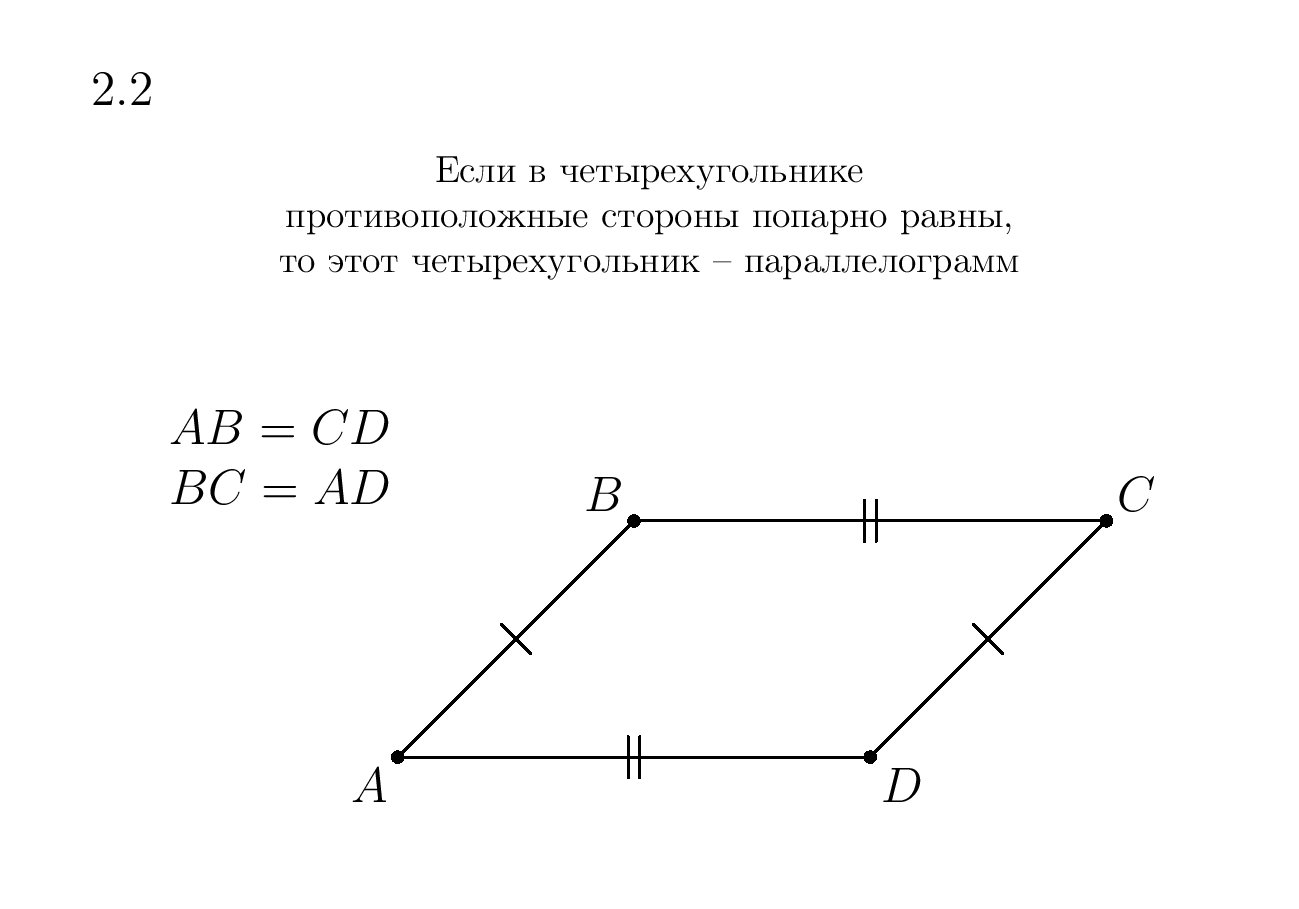 2.2
Если в четырехугольнике
противоположные стороны попарно равны,
то этот четырехугольник – параллелограмм
AB = CD
BC = AD
B
C
A
D